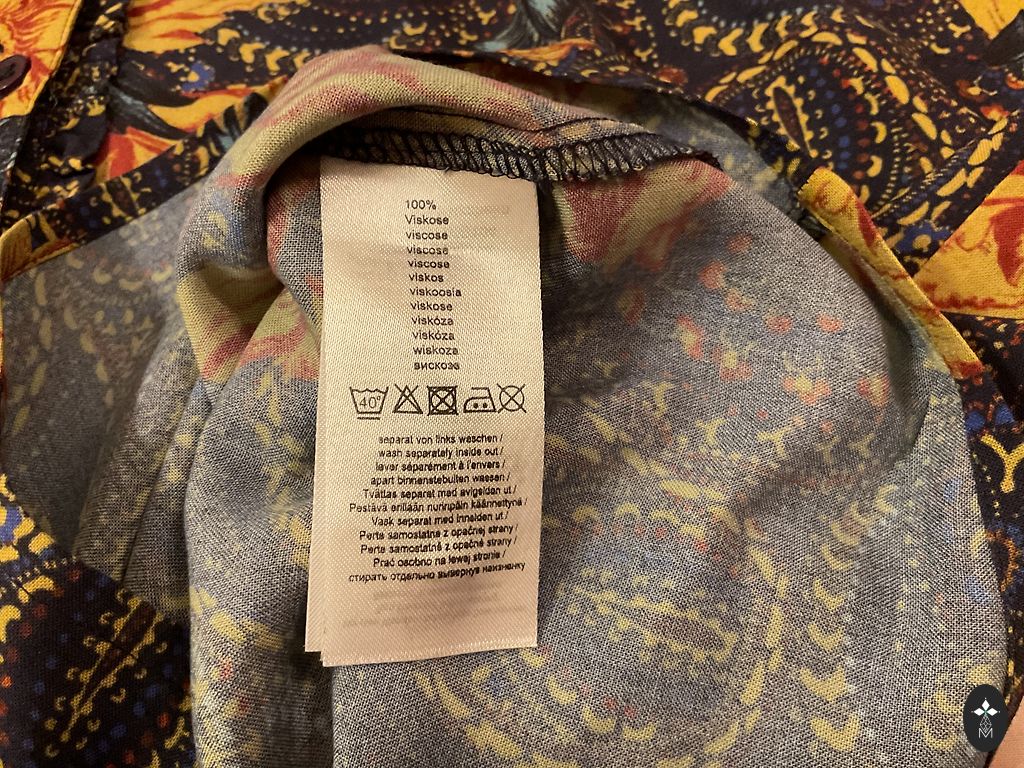 100%
Viskose
viscose
viscosa
viscose
viskos
viskoosia
viskose
viskóza
viskóza
wiskoza
вискоза
40°
separat von links waschen /
wash separately inside out /
laver séparément à l'envers /
apart binnenstebuiten wassen /
Tvättas separat med avigsidan ut /
Pestävä erillään nurinpäin käännettynä /
Vask separat med innsiden ut /
Perte samostatne z opačnej strany /
Perte samostatně z opačné strany /
Prać osobno na lewej stronie /
стирать отдельно вывернув наизнанку
M